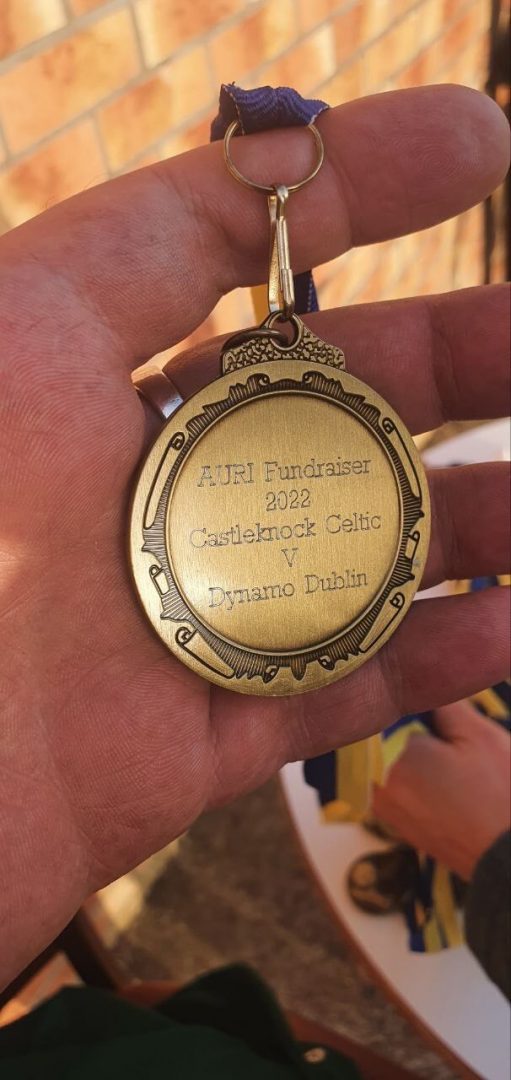 AURI Fundraiser
2022
Castleknock Celtic
V
Dynamo Dublin